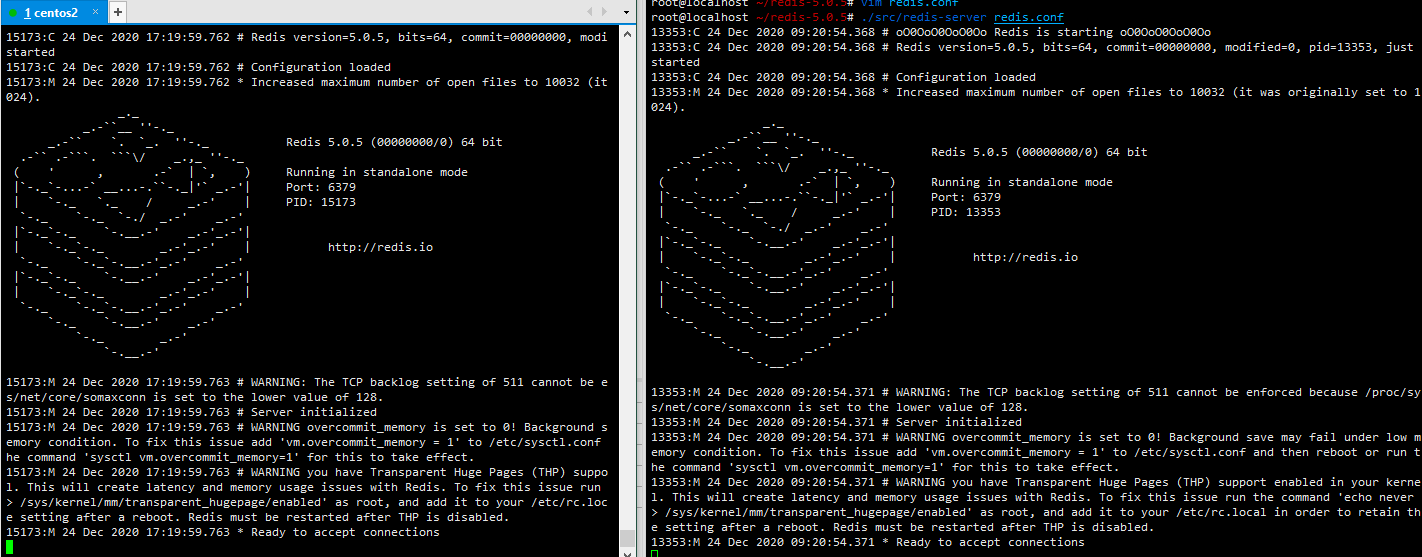 1 centos2
15173:C 24 Dec 2020 17:19:59.762 # Redis version=5.0.5, bits=64, commit=00000000, modi
started
15173:C 24 Dec 2020 17:19:59.762 # Configuration loaded
15173:M 24 Dec 2020 17:19:59.762 * Increased maximum number of open files to 10032 (it
024).
Redis 5.0.5 (00000000/0) 64 bit
Running in standalone mode
Port: 6379
PID: 15173
http://redis.io
15173:M 24 Dec 2020 17:19:59.763 # WARNING: The TCP backlog setting of 511 cannot be e
s/net/core/somaxconn is set to the lower value of 128.
15173:M 24 Dec 2020 17:19:59.763 # Server initialized
15173:M 24 Dec 2020 17:19:59.763 # WARNING overcommit_memory is set to 0! Background s
emory condition. To fix this issue add 'vm.overcommit_memory = 1' to /etc/sysctl.conf
he command 'sysctl vm.overcommit_memory=1' for this to take effect.
15173:M 24 Dec 2020 17:19:59.763 # WARNING you have Transparent Huge Pages (THP) suppo
l. This will create latency and memory usage issues with Redis. To fix this issue run
> /sys/kernel/mm/transparent_hugepage/enabled' as root, and add it to your /etc/rc.loc
e setting after a reboot. Redis must be restarted after THP is disabled.
15173:M 24 Dec 2020 17:19:59.763 * Ready to accept connections
root@localhost ~/redis-5.0.5# vim redis.conf
root@localhost ~/redis-5.0.5# ./src/redis-server redis.conf
13353:C 24 Dec 2020 09:20:54.368 # oO0OoO0OoO0Oo Redis is starting oO0OoO0OoO0Oo
13353:C 24 Dec 2020 09:20:54.368 # Redis version=5.0.5, bits=64, commit=00000000, modified=0, pid=13353, just
started
13353:C 24 Dec 2020 09:20:54.368 # Configuration loaded
13353:M 24 Dec 2020 09:20:54.368 * Increased maximum number of open files to 10032 (it was originally set to 1
024).
Redis 5.0.5 (00000000/0) 64 bit
Running in standalone mode
Port: 6379
PID: 13353
http://redis.io
13353:M 24 Dec 2020 09:20:54.371 # WARNING: The TCP backlog setting of 511 cannot be enforced because /proc/sy
s/net/core/somaxconn is set to the lower value of 128.
13353:M 24 Dec 2020 09:20:54.371 # Server initialized
13353:M 24 Dec 2020 09:20:54.371 # WARNING overcommit_memory is set to 0! Background save may fail under low m
emory condition. To fix this issue add 'vm.overcommit_memory = 1' to /etc/sysctl.conf and then reboot or run t
he command 'sysctl vm.overcommit_memory=1' for this to take effect.
13353:M 24 Dec 2020 09:20:54.371 # WARNING you have Transparent Huge Pages (THP) support enabled in your kerne
l. This will create latency and memory usage issues with Redis. To fix this issue run the command 'echo never
> /sys/kernel/mm/transparent_hugepage/enabled' as root, and add it to your /etc/rc.local in order to retain th
e setting after a reboot. Redis must be restarted after THP is disabled.
13353:M 24 Dec 2020 09:20:54.371 * Ready to accept connections